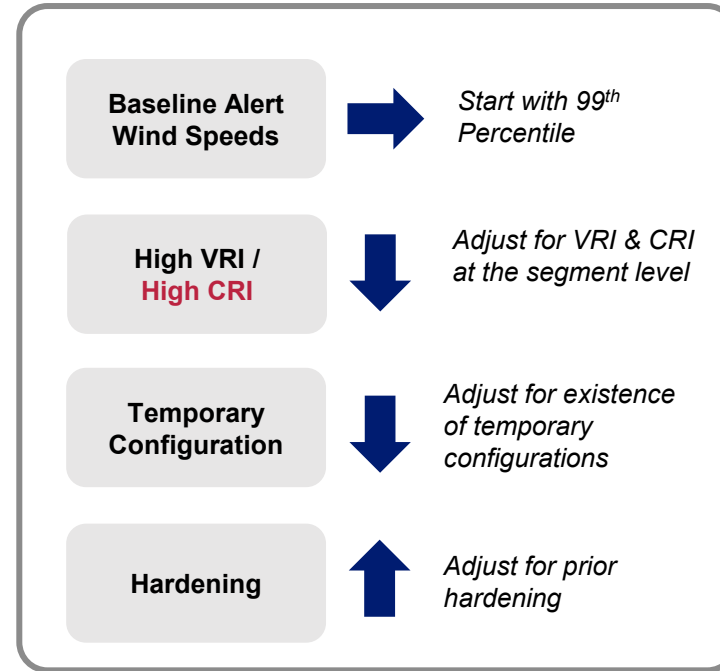 Baseline Alert
Wind Speeds
Start with 99th
Percentile
High VRI /
High CRI
Adjust for VRI & CRI
at the segment level
Temporary
Configuration
Adjust for existence
of temporary
configurations
Hardening
Adjust for prior
hardening